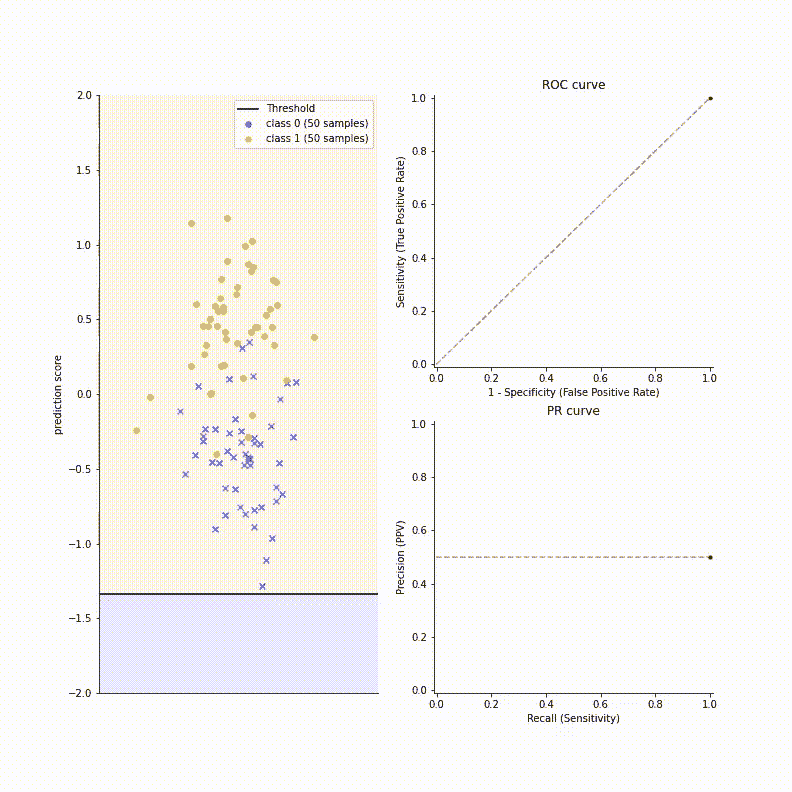 2.0
1.5
1.0
0.5
0.0
−0.5
−1.0
−1.5
−2.0
prediction score
Threshold
class 0 (50 samples)
class 1 (50 samples)
ROC curve
1.0
0.8
0.6
0.4
0.2
0.0
Sensitivity (True Positive Rate)
0.0 0.2 0.4 0.6 0.8 1.0
1 - Specificity (False Positive Rate)
PR curve
1.0
0.8
0.6
0.4
0.2
0.0
Precision (PPV)
0.0 0.2 0.4 0.6 0.8 1.0
Recall (Sensitivity)